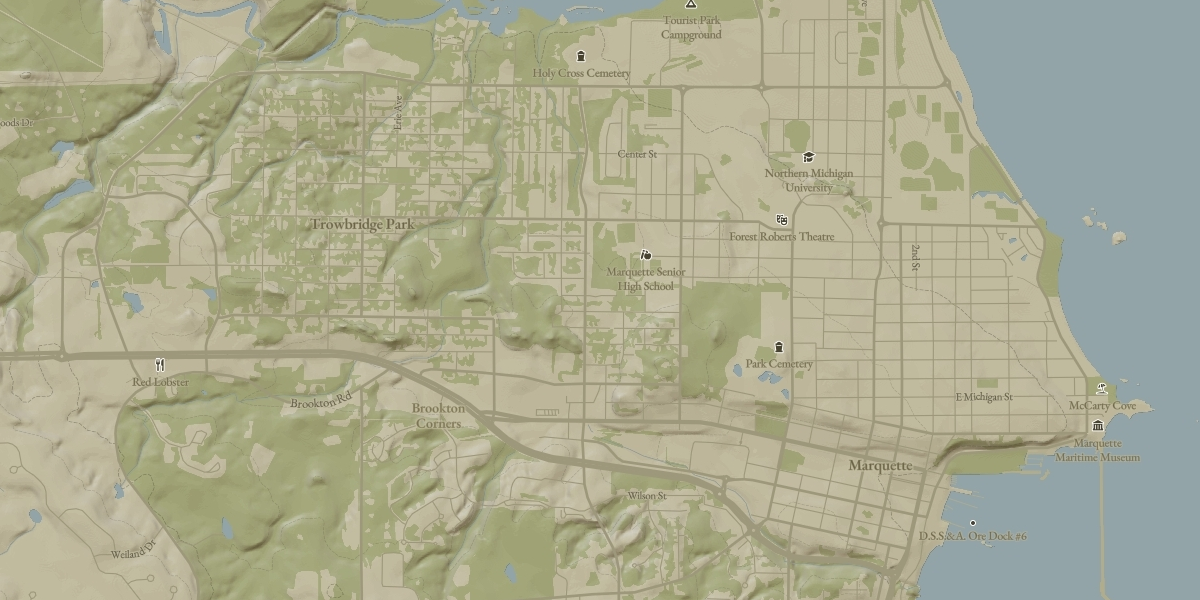 Tourist Park
Campground
Holy Cross Cemetery
Erie Ave
oods Dr
Center St
Northern Michigan
University
Trowbridge Park
Forest Roberts Theatre
2nd St
Marquette Senior
High School
Park Cemetery
Red Lobster
Brookton Rd
Brookton
Corners
E Michigan St
McCarty Cove
Marquette
Maritime Museum
Marquette
Wilson St
D.S.S.&A. Ore Dock #6
Weiland Dr